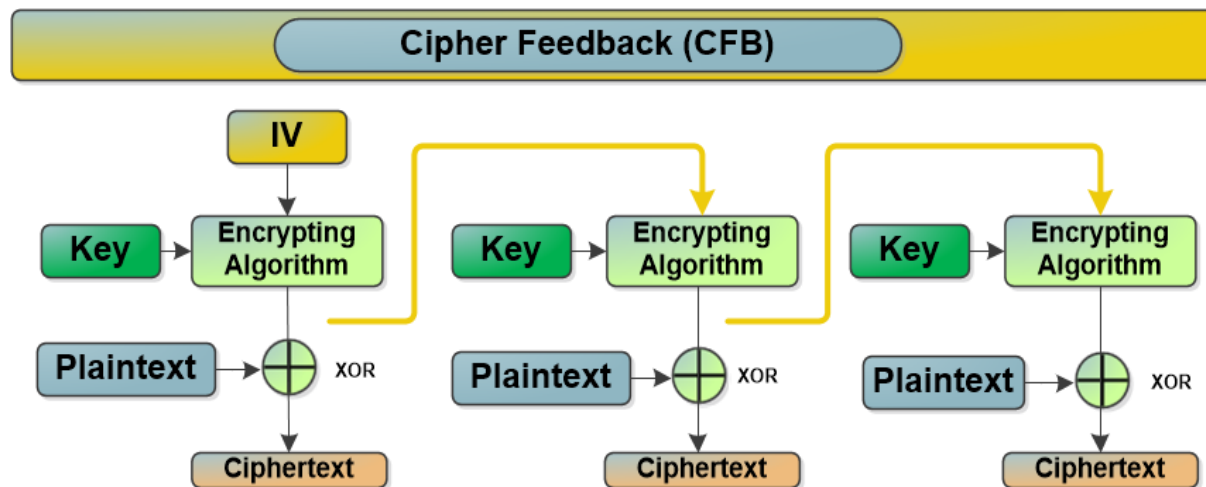 Cipher Feedback (CFB)
IV
Key
Encrypting
Algorithm
Key
Encrypting
Algorithm
Key
Encrypting
Algorithm
Plaintext
XOR
Plaintext
XOR
Plaintext
XOR
Ciphertext
Ciphertext
Ciphertext